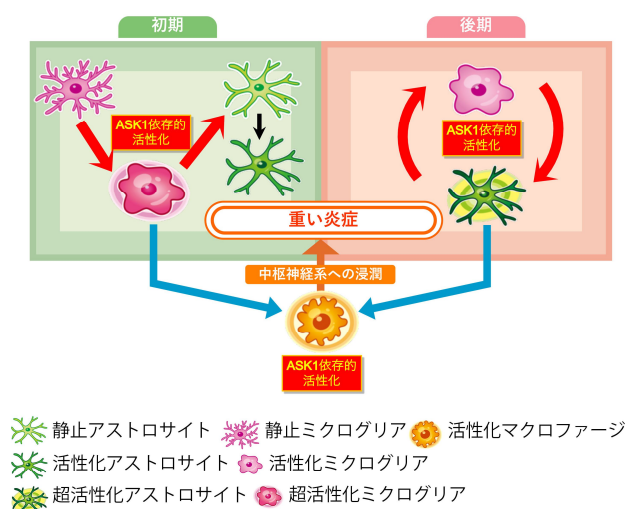 初期
後期
ASK1依存的
活性化
ASK1依存的
活性化
重い炎症
中枢神経系への浸潤
ASK1依存的
活性化
静止アストロサイト
静止ミクログリア
活性化マクロファージ
活性化アストロサイト
活性化ミクログリア
超活性化アストロサイト
超活性化ミクログリア